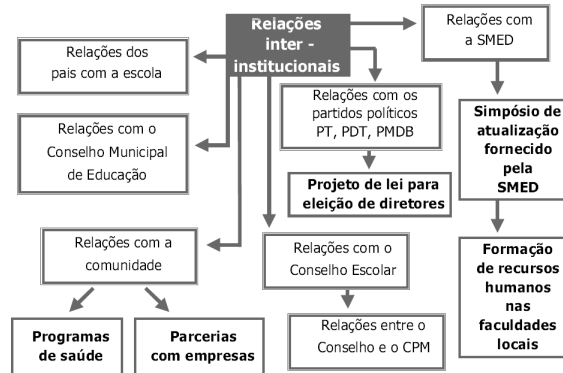 Relações
inter -
institucionais
Relações com
a SMED
Relações dos
pais com a escola
Relações com os
partidos políticos
PT, PDT, PMDB
Simpósio de
atualização
fornecido
pela
SMED
Relações com o
Conselho Municipal
de Educação
Projeto de lei para
eleição de diretores
Relações com a
comunidade
Relações com o
Conselho Escolar
Formação
de recursos
humanos
nas
faculdades
locais
Programas
de saúde
Parcerias
com empresas
Relações entre o
Conselho e o CPM